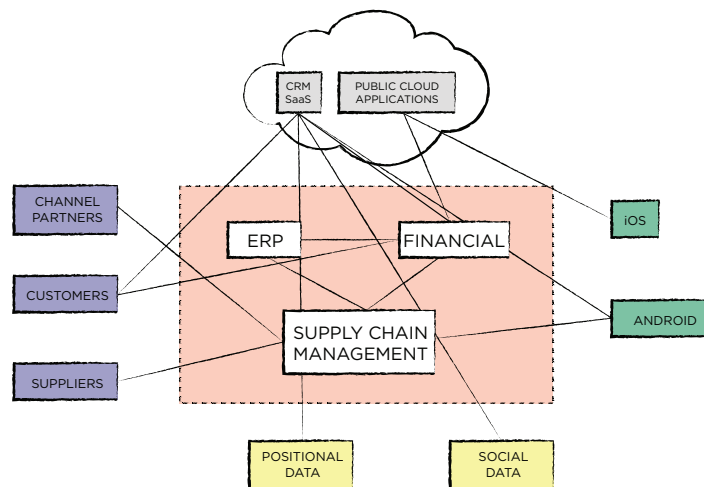 CRM
SaaS
PUBLIC CLOUD
APPLICATIONS
CHANNEL
PARTNERS
iOS
ERP
FINANCIAL
CUSTOMERS
ANDROID
SUPPLY CHAIN
MANAGEMENT
SUPPLIERS
POSITIONAL
DATA
SOCIAL
DATA